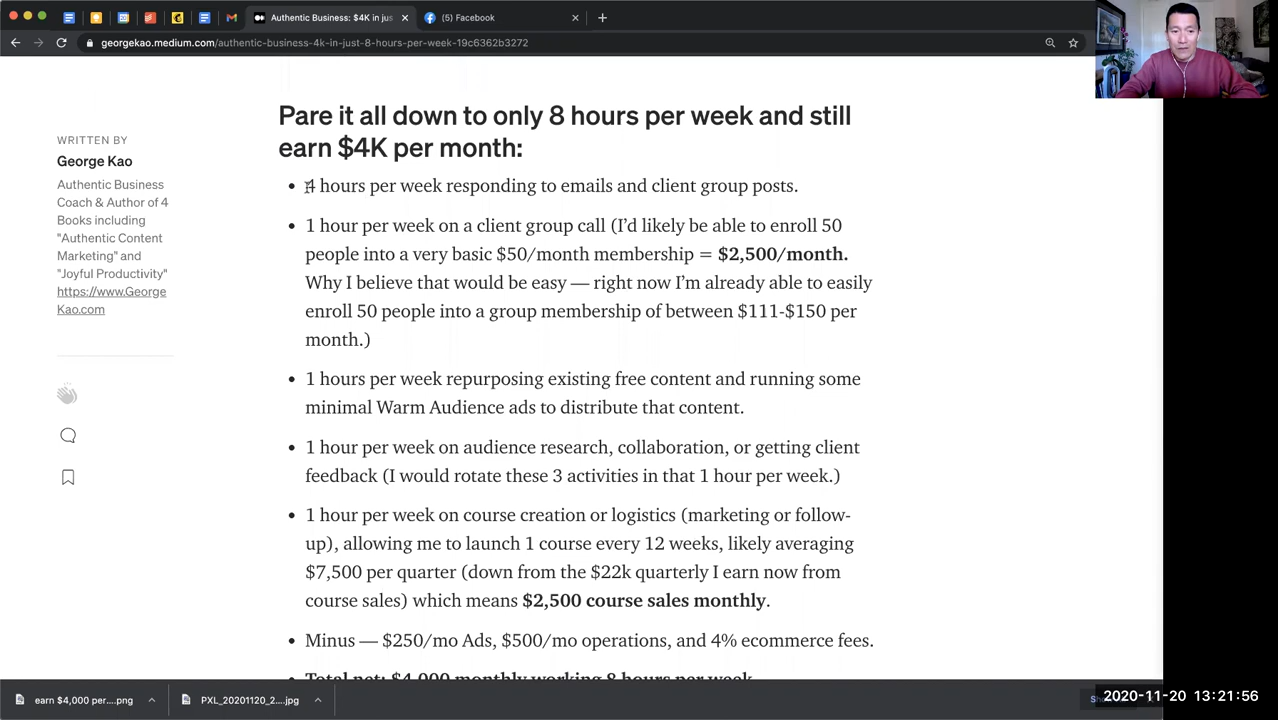 Authentic Business: $4K in jus
(5) Facebook
georgekao.medium.com/authentic-business-4k-in-just-8-hours-per-week-19c6362b3272
WRITTEN BY
George Kao
Authentic Business
Coach & Author of 4
Books including
"Authentic Content
Marketing" and
"Joyful Productivity"
https://www.George
Kao.com
Pare it all down to only 8 hours per week and still
earn $4K per month:
4 hours per week responding to emails and client group posts.
1 hour per week on a client group call (I’d likely be able to enroll 50
people into a very basic $50/month membership = $2,500/month.
Why I believe that would be easy — right now I’m already able to easily
enroll 50 people into a group membership of between $111-$150 per
month.)
1 hours per week repurposing existing free content and running some
minimal Warm Audience ads to distribute that content.
1 hour per week on audience research, collaboration, or getting client
feedback (I would rotate these 3 activities in that 1 hour per week.)
1 hour per week on course creation or logistics (marketing or follow-
up), allowing me to launch 1 course every 12 weeks, likely averaging
$7,500 per quarter (down from the $22k quarterly I earn now from
course sales) which means $2,500 course sales monthly.
Minus — $250/mo Ads, $500/mo operations, and 4% ecommerce fees.
Total net: $4,000 monthly working 8 hours per week
earn $4,000 per....png
PXL_20201120_2....jpg
2020-11-20 13:21:56